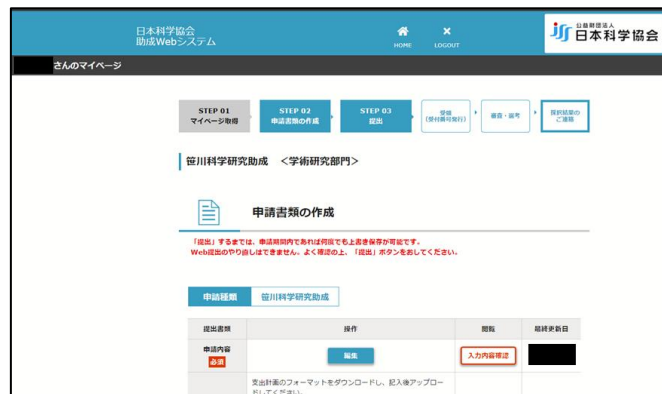 日本科学協会
助成Webシステム
HOME
LOGOUT
公益財団法人
日本科学協会
さんのマイページ
STEP 01
マイページ取得
STEP 02
申請書類の作成
STEP 03
提出
受領
(受付番号発行)
審査・選考
採択結果の
ご連絡
笹川科学研究助成 <学術研究部門>
申請書類の作成
「提出」するまでは、申請期間内であれば何度でも上書き保存が可能です。
Web提出のやり直しはできません。よく確認の上、「提出」ボタンをおしてください。
申請種類
笹川科学研究助成
提出書類
操作
閲覧
最終更新日
申請内容
必須
編集
入力内容確認
支出計画のフォーマットをダウンロードし、記入後アップロー
ドしてください。